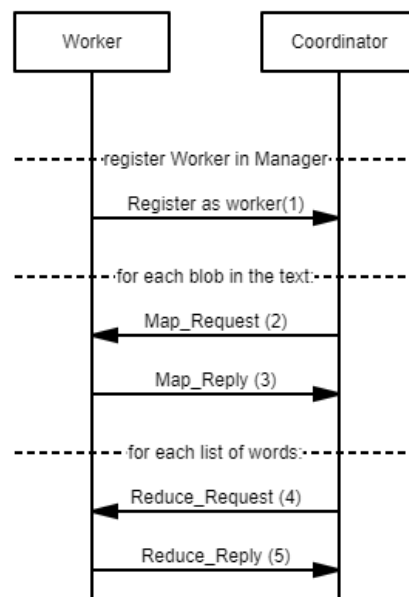 Worker
Coordinator
register Worker in Manager
Register as worker(1)
for each blob in the text:
Map_Request (2)
Map_Reply (3)
for each list of words:
Reduce_Request (4)
Reduce_Reply (5)